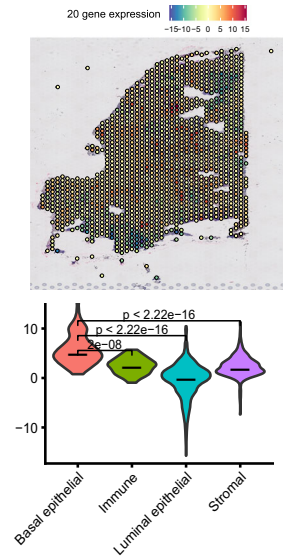 20 gene expression
−15−10−5 0 5 10 15
p < 2.22e−16
10
p < 2.22e−16
2e−08
0
−10
Basal epithelial
Immune
Luminal epithelial
Stromal